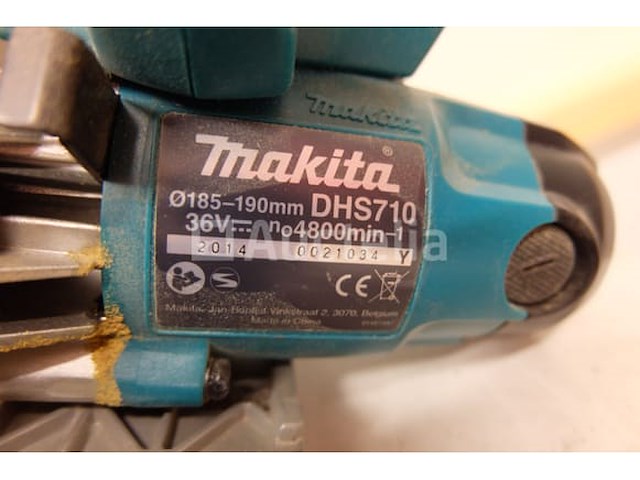 makita
makita®
Ø185-190mm DHS710
36V⎓ n₀4800min⁻¹
2014 0021034 Y
CE
Makita, Jan-Baptist Vinkstraat 2, 3070, Belgium
Made in China